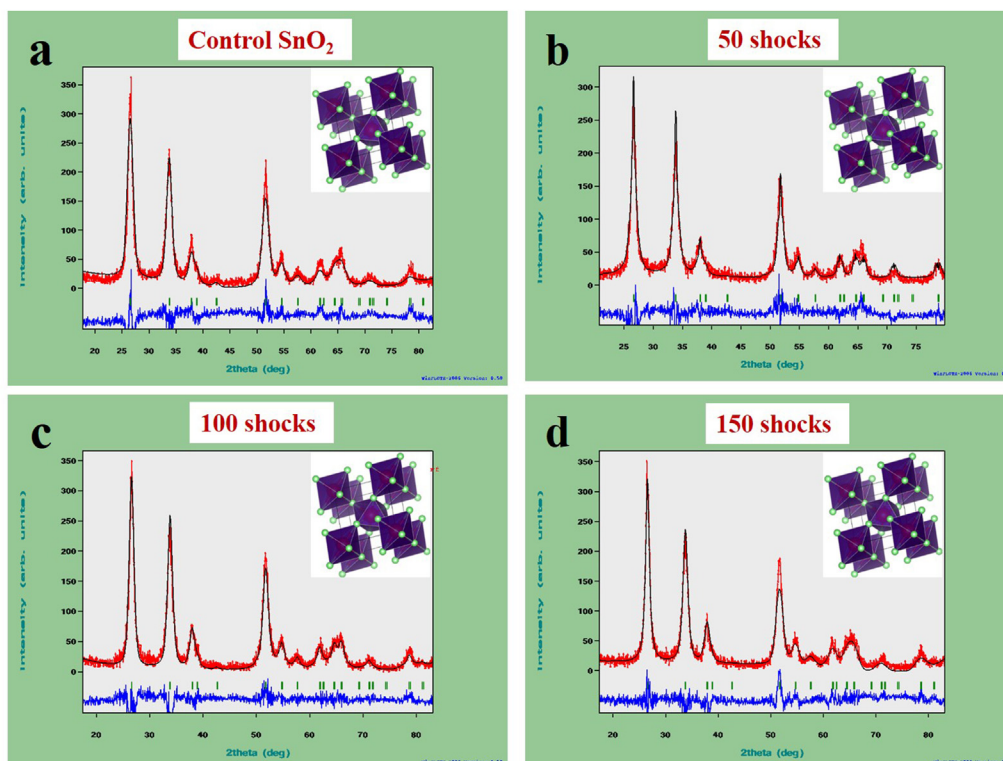 a
Control SnO₂
Intensity (arb. units)
350
300
250
200
150
100
50
0
20 25 30 35 40 45 50 55 60 65 70 75 80
2theta (deg)
b
50 shocks
Intensity (arb. units)
300
250
200
150
100
50
0
25 30 35 40 45 50 55 60 65 70 75
2theta (deg)
c
100 shocks
Intensity (arb. units)
350
300
250
200
150
100
50
0
20 30 40 50 60 70 80
2theta (deg)
d
150 shocks
Intensity (arb. units)
350
300
250
200
150
100
50
0
20 30 40 50 60 70 80
2theta (deg)